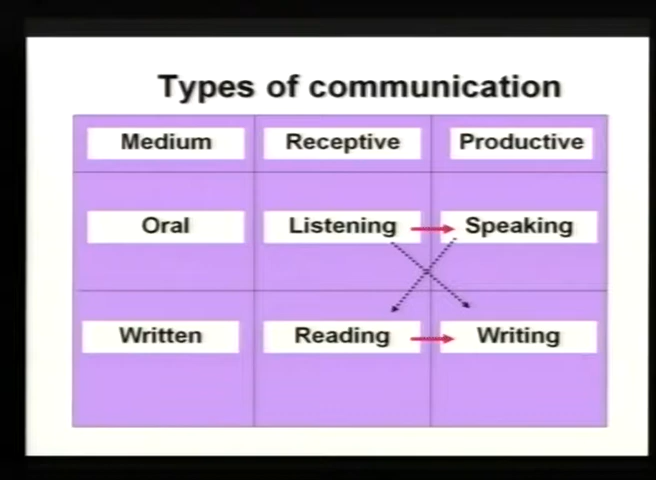 Types of communication
Medium Receptive Productive
Oral Listening Speaking
Written Reading Writing